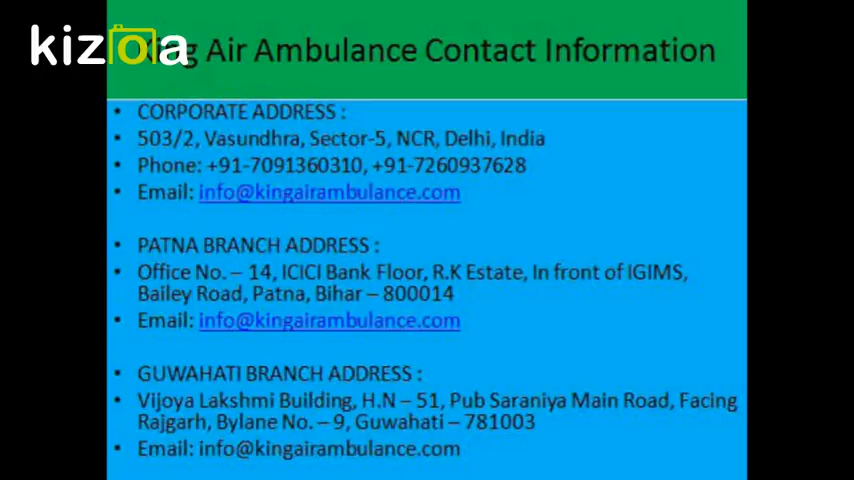 kizoa
King Air Ambulance Contact Information
• CORPORATE ADDRESS :
• 503/2, Vasundhra, Sector-5, NCR, Delhi, India
• Phone: +91-7091360310, +91-7260937628
• Email: info@kingairambulance.com
• PATNA BRANCH ADDRESS :
• Office No. – 14, ICICI Bank Floor, R.K Estate, In front of IGIMS,
Bailey Road, Patna, Bihar – 800014
• Email: info@kingairambulance.com
• GUWAHATI BRANCH ADDRESS :
• Vijoya Lakshmi Building, H.N – 51, Pub Saraniya Main Road, Facing
Rajgarh, Bylane No. – 9, Guwahati – 781003
• Email: info@kingairambulance.com